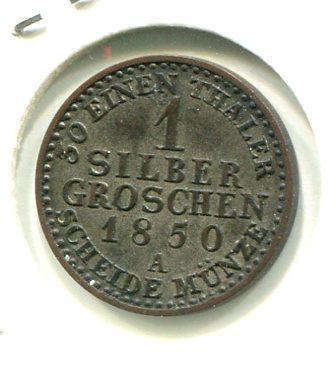 30 EINEN THALER
1
SILBER
GROSCHEN
1850
A
SCHEIDE MÜNZE